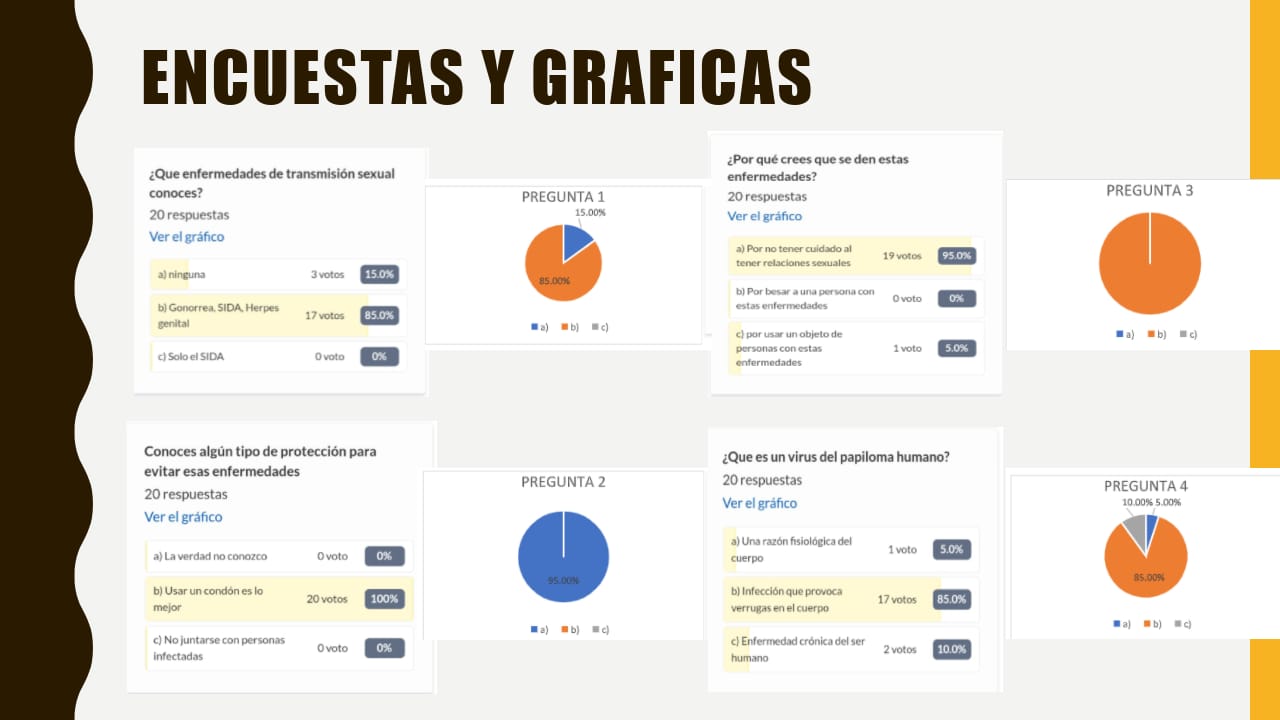 ENCUESTAS Y GRAFICAS
¿Que enfermedades de transmisión sexual
conoces?
20 respuestas
Ver el gráfico
a) ninguna 3 votos 15.0%
b) Gonorrea, SIDA, Herpes
genital 17 votos 85.0%
c) Solo el SIDA 0 voto 0%
PREGUNTA 1
15.00%
85.00%
a) b) c)
¿Por qué crees que se den estas
enfermedades?
20 respuestas
Ver el gráfico
a) Por no tener cuidado al
tener relaciones sexuales 19 votos 95.0%
b) Por besar a una persona con
estas enfermedades 0 voto 0%
c) por usar un objeto de
personas con estas 1 voto 5.0%
enfermedades
PREGUNTA 3
a) b) c)
Conoces algún tipo de protección para
evitar esas enfermedades
20 respuestas
Ver el gráfico
a) La verdad no conozco 0 voto 0%
b) Usar un condón es lo
mejor 20 votos 100%
c) No juntarse con personas
infectadas 0 voto 0%
PREGUNTA 2
95.00%
a) b) c)
¿Que es un virus del papiloma humano?
20 respuestas
Ver el gráfico
a) Una razón fisiológica del
cuerpo 1 voto 5.0%
b) Infección que provoca
verrugas en el cuerpo 17 votos 85.0%
c) Enfermedad crónica del ser
humano 2 votos 10.0%
PREGUNTA 4
10.00% 5.00%
85.00%
a) b) c)